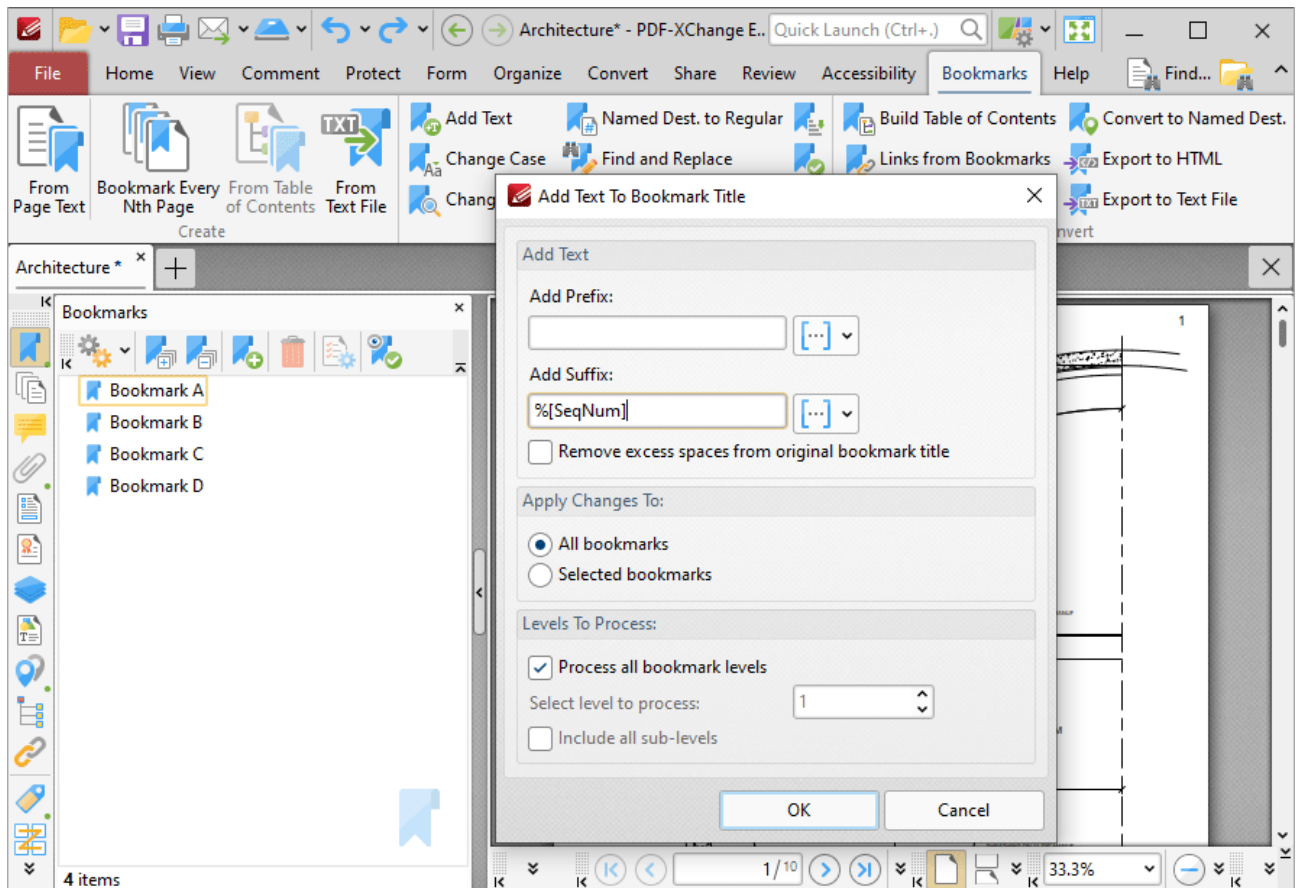 Architecture* - PDF-XChange E.. Quick Launch (Ctrl+.)
File Home View Comment Protect Form Organize Convert Share Review Accessibility Bookmarks Help Find...
From Page Text
Bookmark Every Nth Page
From Table of Contents
TXT
From Text File
Create
Add Text
Change Case
Chang
Named Dest. to Regular
Find and Replace
Build Table of Contents
Links from Bookmarks
Convert to Named Dest.
Export to HTML
Export to Text File
nvert
Architecture *
Bookmarks
Bookmark A
Bookmark B
Bookmark C
Bookmark D
4 items
Add Text To Bookmark Title
Add Text
Add Prefix:
Add Suffix:
%[SeqNum]
Remove excess spaces from original bookmark title
Apply Changes To:
All bookmarks
Selected bookmarks
Levels To Process:
Process all bookmark levels
Select level to process: 1
Include all sub-levels
OK Cancel
1
1/10 33.3%